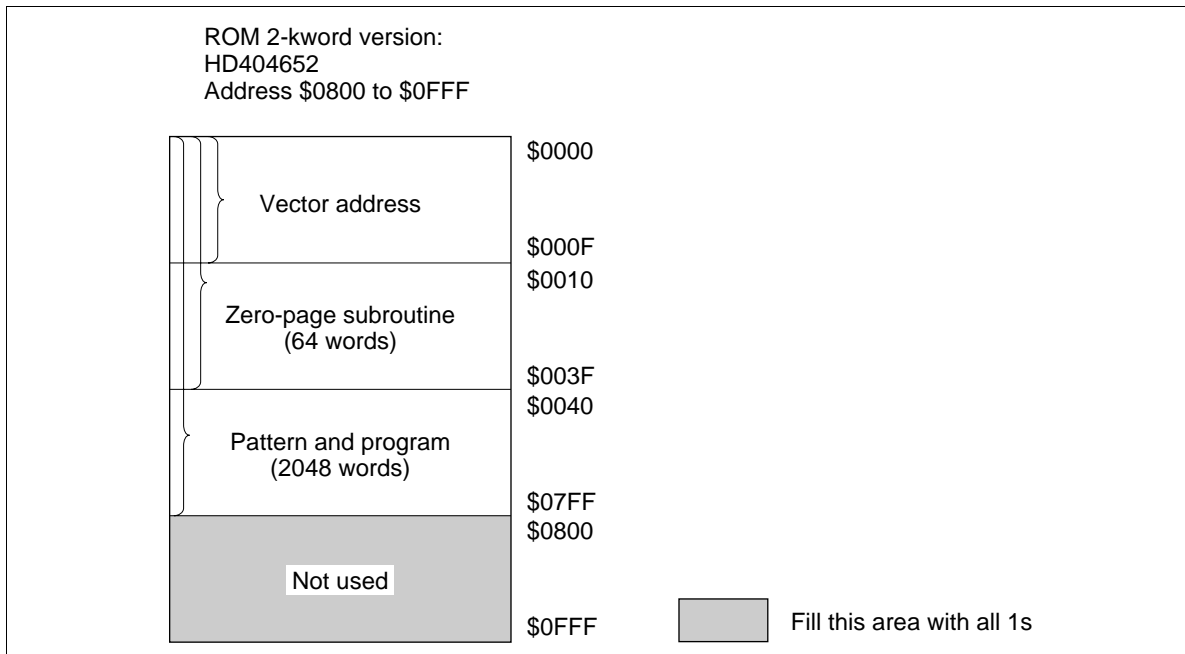 ROM 2-kword version:
HD404652
Address $0800 to $0FFF
$0000
Vector address
$000F
$0010
Zero-page subroutine
(64 words)
$003F
$0040
Pattern and program
(2048 words)
$07FF
$0800
Not used
$0FFF
Fill this area with all 1s